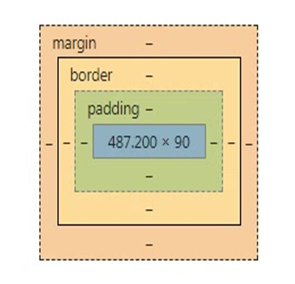 margin –
border –
padding –
– – – 487.200 × 90 – – –
–
–
–